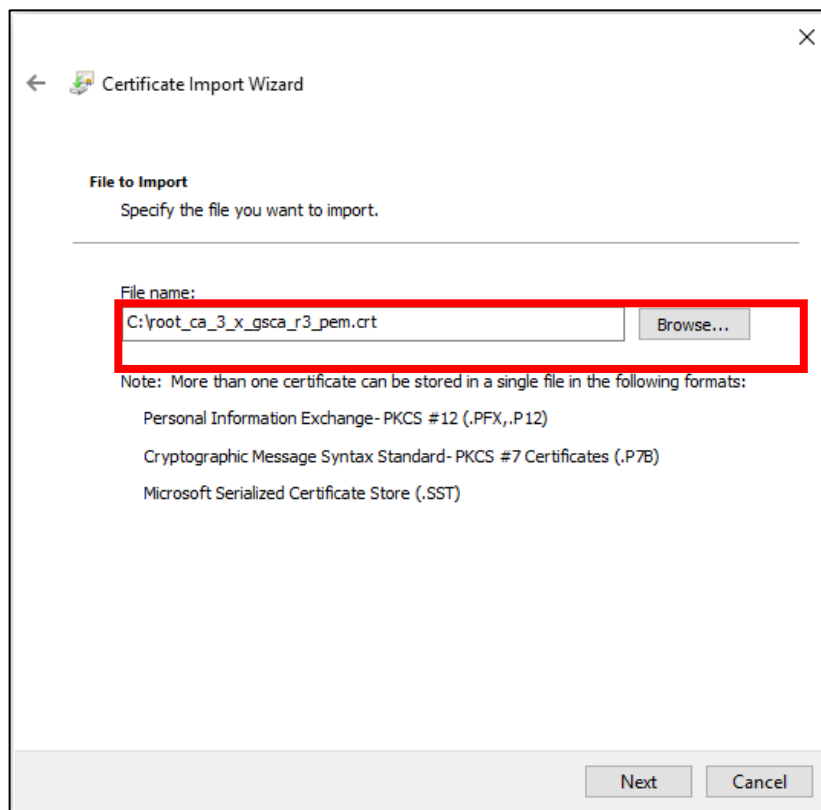 Certificate Import Wizard
File to Import
Specify the file you want to import.
File name:
C:\root_ca_3_x_gsca_r3_pem.crt
Browse...
Note:  More than one certificate can be stored in a single file in the following formats:
Personal Information Exchange- PKCS #12 (.PFX,.P12)
Cryptographic Message Syntax Standard- PKCS #7 Certificates (.P7B)
Microsoft Serialized Certificate Store (.SST)
Next
Cancel